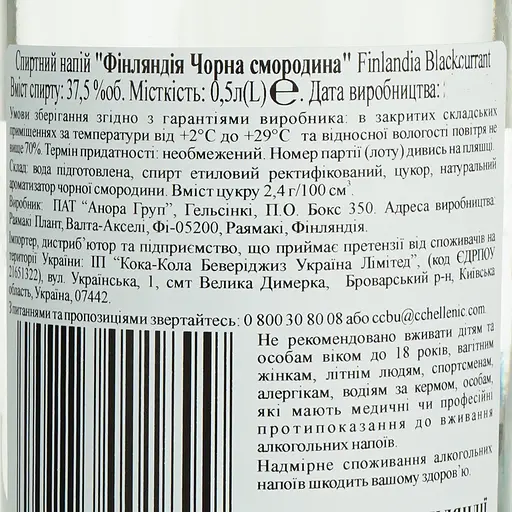 Спиртний напій "Фінляндія Чорна смородина" Finlandia Blackcurrant
Вміст спирту: 37,5 %об. Місткість: 0,5л(L) ℮. Дата виробництва:
Умови зберігання згідно з гарантіями виробника: в закритих складських
приміщеннях за температури від +2°С до +29°С та відносної вологості повітря не
вище 70%. Термін придатності: необмежений. Номер партії (лоту) дивись на пляшці.
Склад: вода підготовлена, спирт етиловий ректифікований, цукор, натуральний
ароматизатор чорної смородини. Вміст цукру 2,4 г/100 см³.
Виробник: ПАТ “Анора Груп”, Гельсінкі, П.О. Бокс 350. Адреса виробництва:
Раямакі Плант, Валта-Акселі, Фі-05200, Раямакі, Фінляндія.
Імпортер, дистриб’ютор та підприємство, що приймає претензії від споживачів на
території України: ІП “Кока-Кола Беверіджиз Україна Лімітед”, (код ЄДРПОУ
21651322), вул. Українська, 1, смт Велика Димерка, Броварський р-н, Київська
область, Україна, 07442.
З питаннями та пропозиціями звертайтесь: 0 800 30 80 08 або ccbu@cchellenic.com
Не рекомендовано вживати дітям та
особам віком до 18 років, вагітним
жінкам, літнім людям, спортсменам,
алергікам, водіям за кермом, особам,
які мають медичні чи професійні
протипоказання до вживання
алкогольних напоїв.
Надмірне споживання алкогольних
напоїв шкодить вашому здоров’ю.